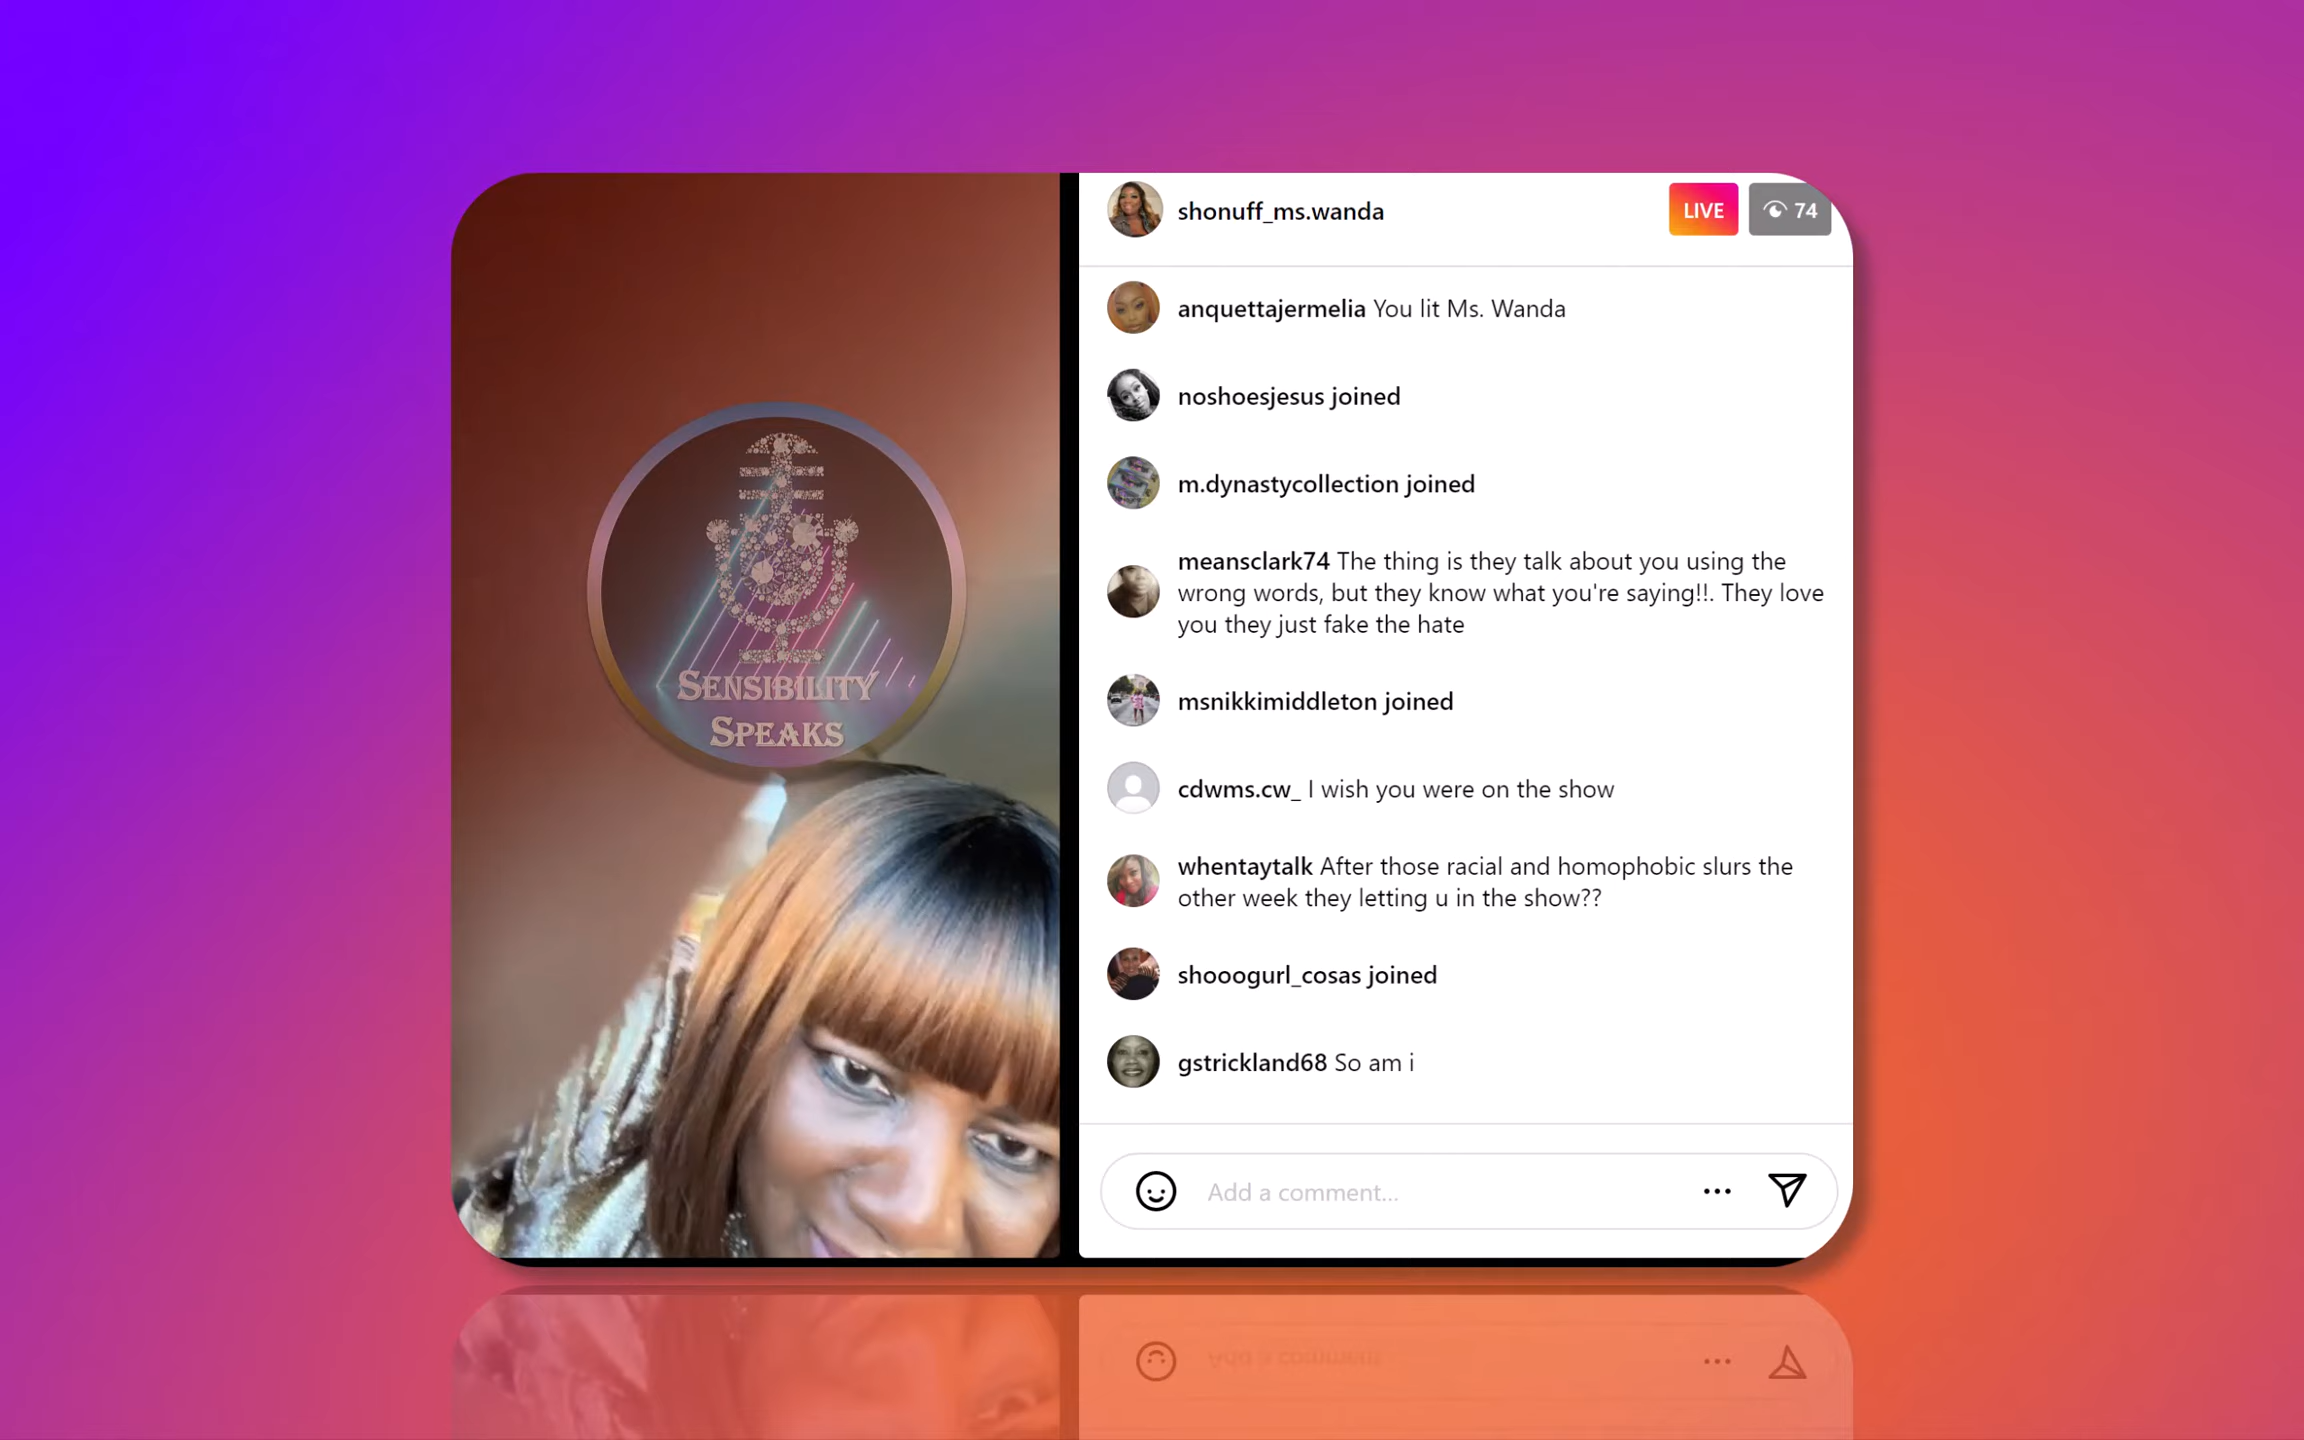 shonuff_ms.wanda
LIVE
74
anquettajermelia You lit Ms. Wanda
noshoesjesus joined
m.dynastycollection joined
meansclark74 The thing is they talk about you using the
wrong words, but they know what you're saying!!. They love
you they just fake the hate
msnikkimiddleton joined
cdwms.cw_ I wish you were on the show
whentaytalk After those racial and homophobic slurs the
other week they letting u in the show??
shooogurl_cosas joined
gstrickland68 So am i
Add a comment...
SENSIBILITY
SPEAKS